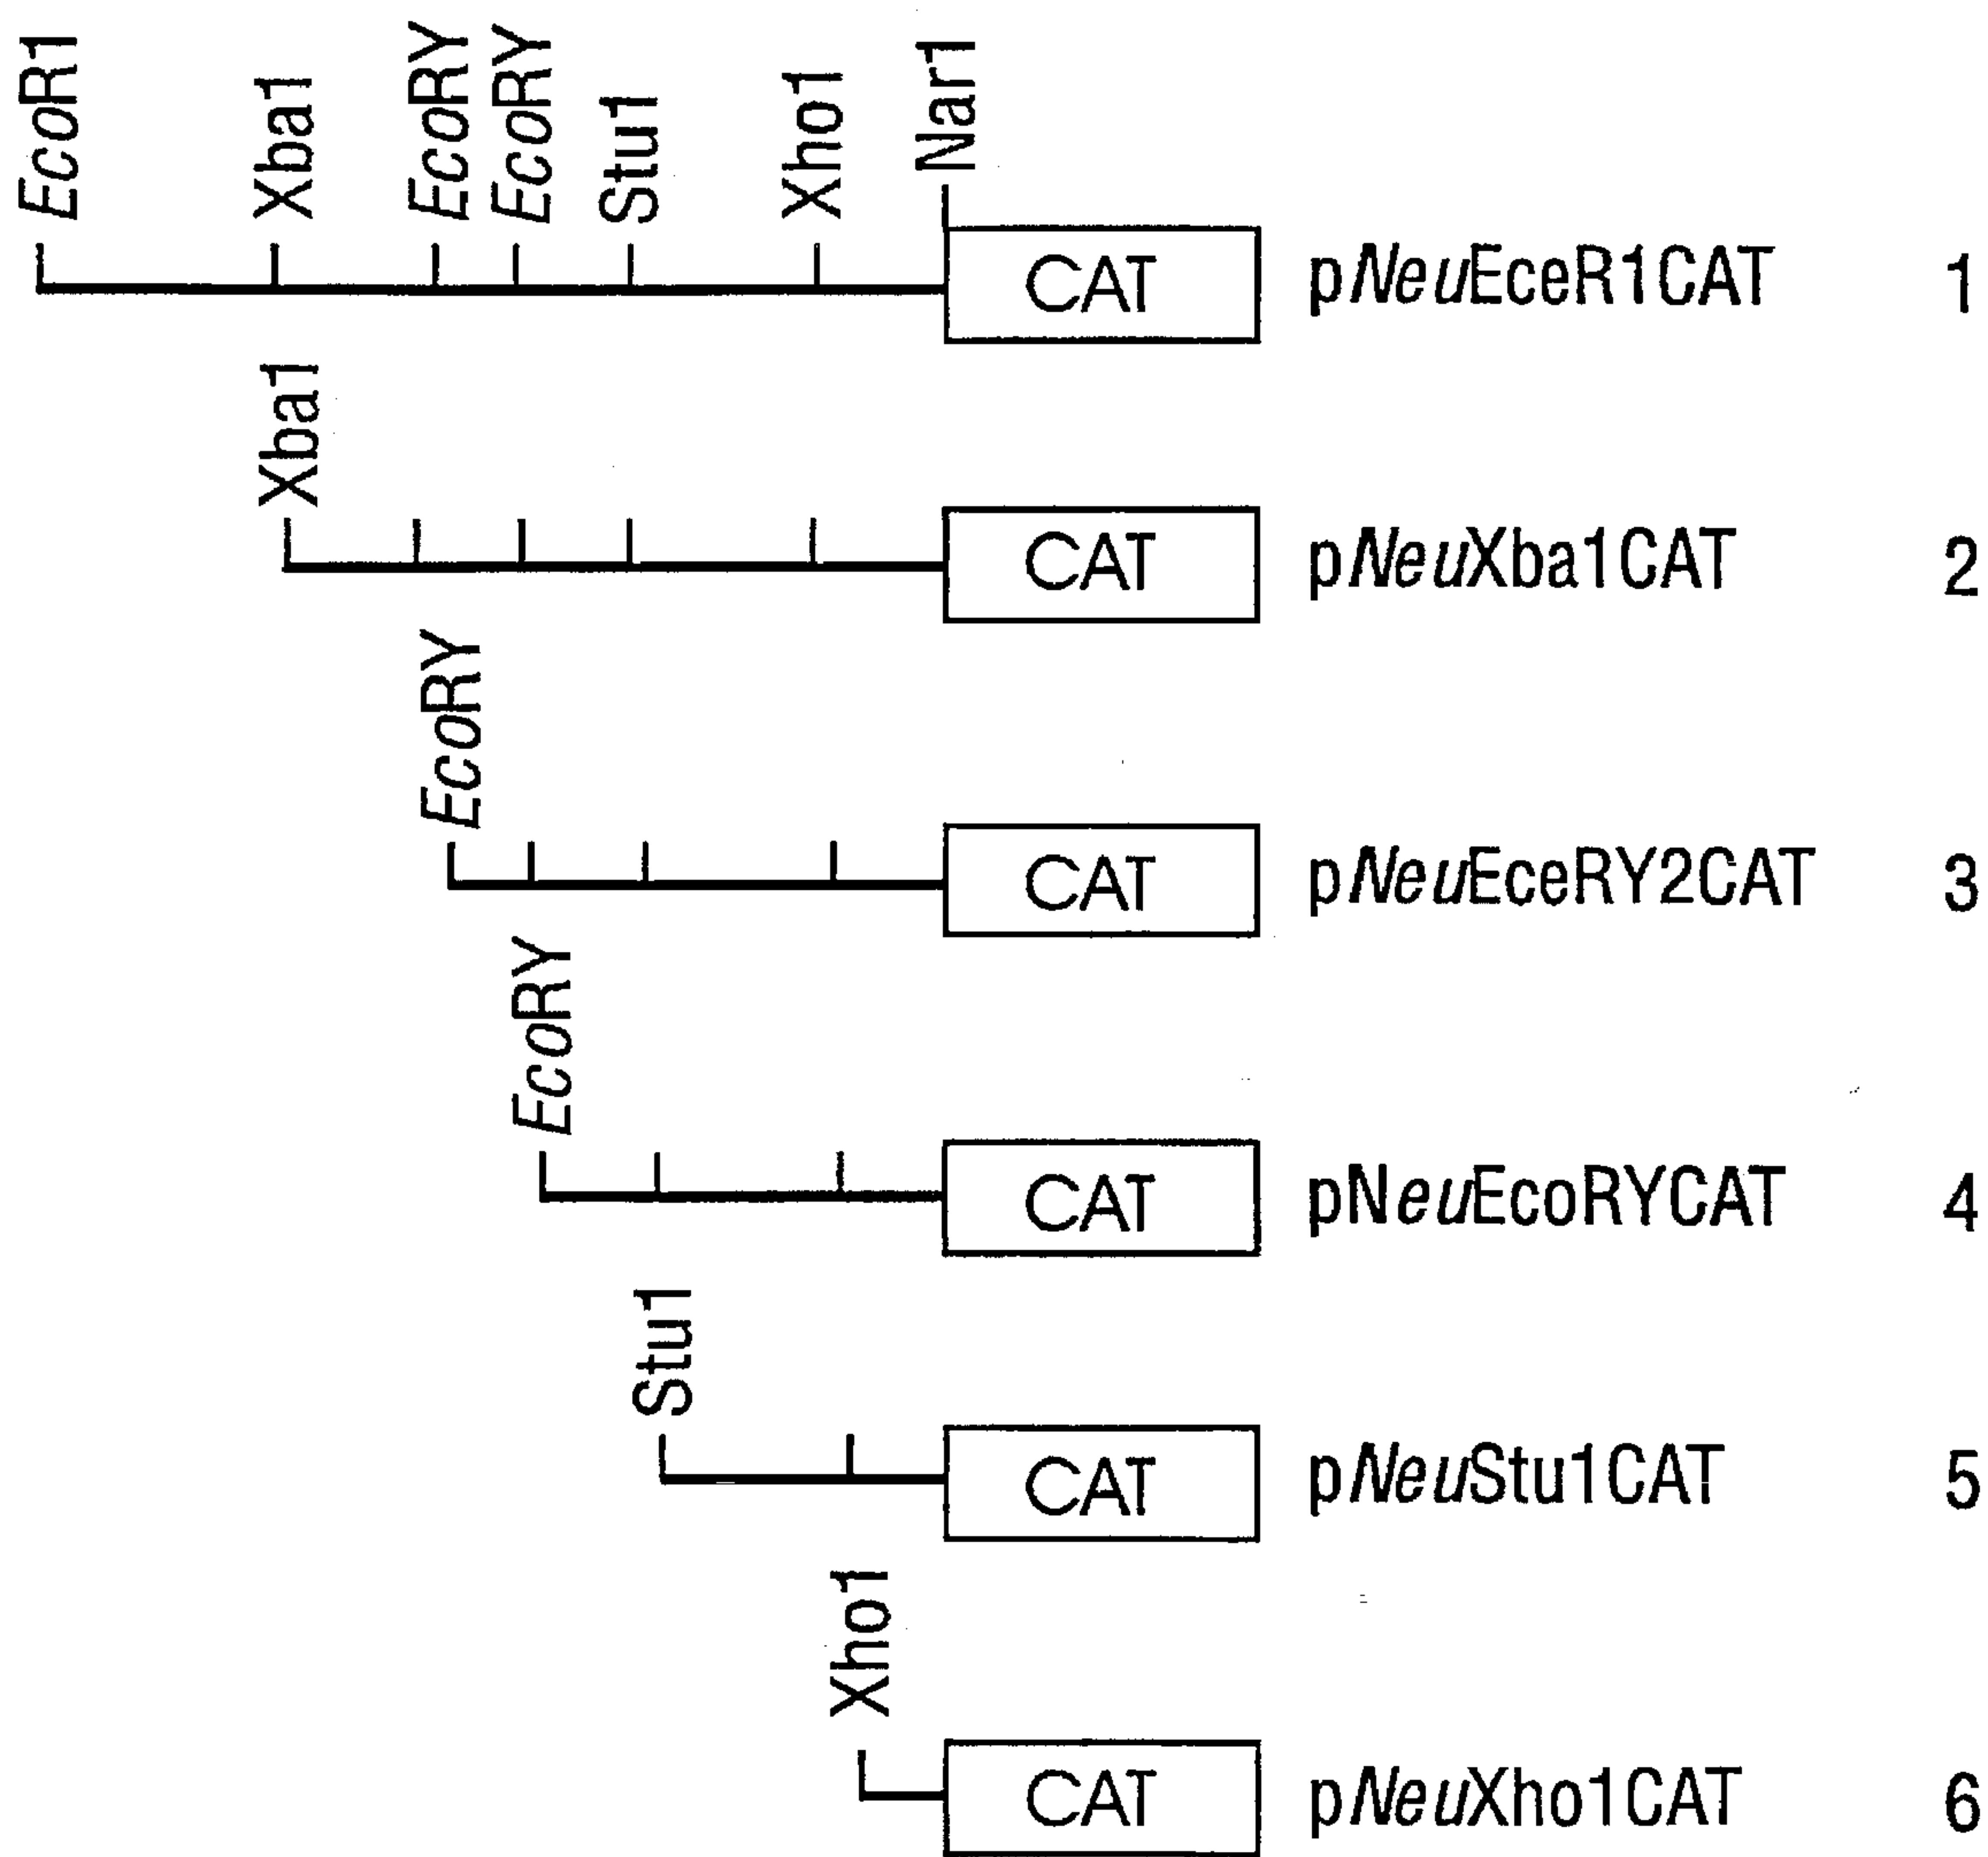 EcoR1 Xba1 EcoRY EcoRY Stu1 Xho1 Nar1
CAT pNeuEceR1CAT 1
Xba1
CAT pNeuXba1CAT 2
EcoRY
CAT pNeuEceRY2CAT 3
EcoRY
CAT pNeuEcoRYCAT 4
Stu1
CAT pNeuStu1CAT 5
Xho1
CAT pNeuXho1CAT 6